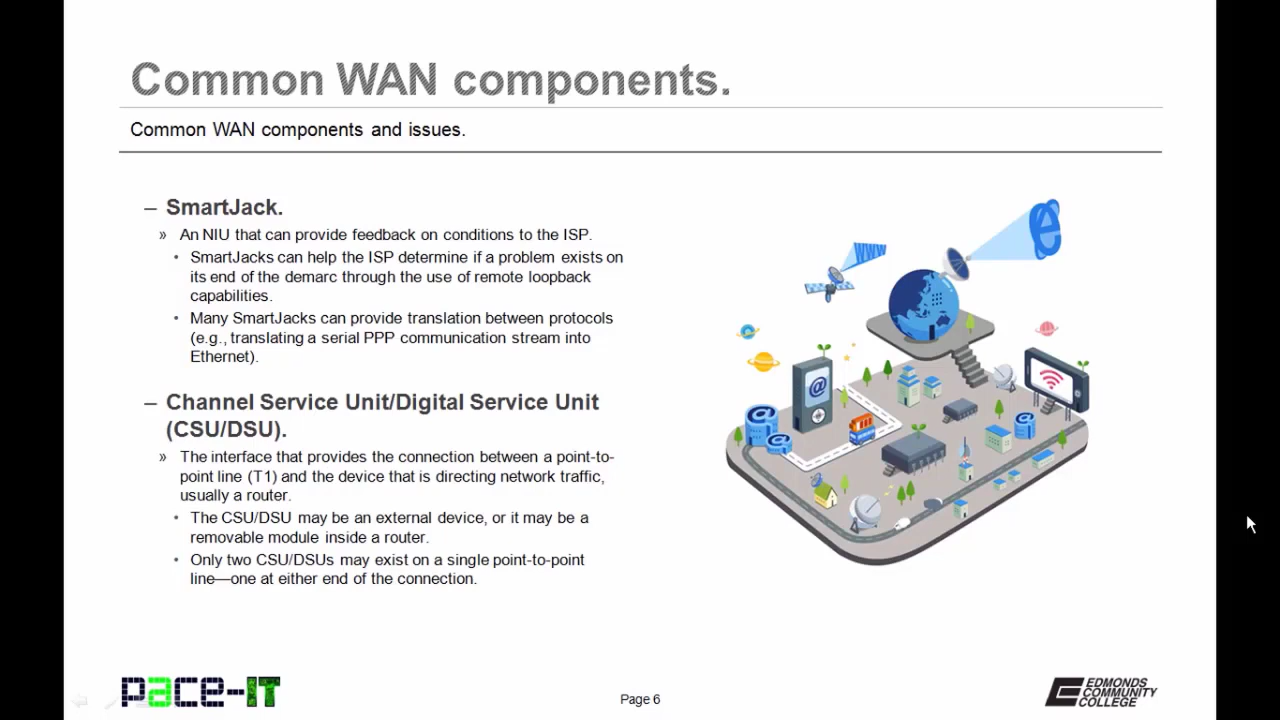 Common WAN components.
Common WAN components and issues.
– SmartJack.
» An NIU that can provide feedback on conditions to the ISP.
• SmartJacks can help the ISP determine if a problem exists on
its end of the demarc through the use of remote loopback
capabilities.
• Many SmartJacks can provide translation between protocols
(e.g., translating a serial PPP communication stream into
Ethernet).
– Channel Service Unit/Digital Service Unit
(CSU/DSU).
» The interface that provides the connection between a point-to-
point line (T1) and the device that is directing network traffic,
usually a router.
• The CSU/DSU may be an external device, or it may be a
removable module inside a router.
• Only two CSU/DSUs may exist on a single point-to-point
line—one at either end of the connection.
WWW
e
@
@
@
@
pace-IT
Page 6
EDMONDS
COMMUNITY
COLLEGE